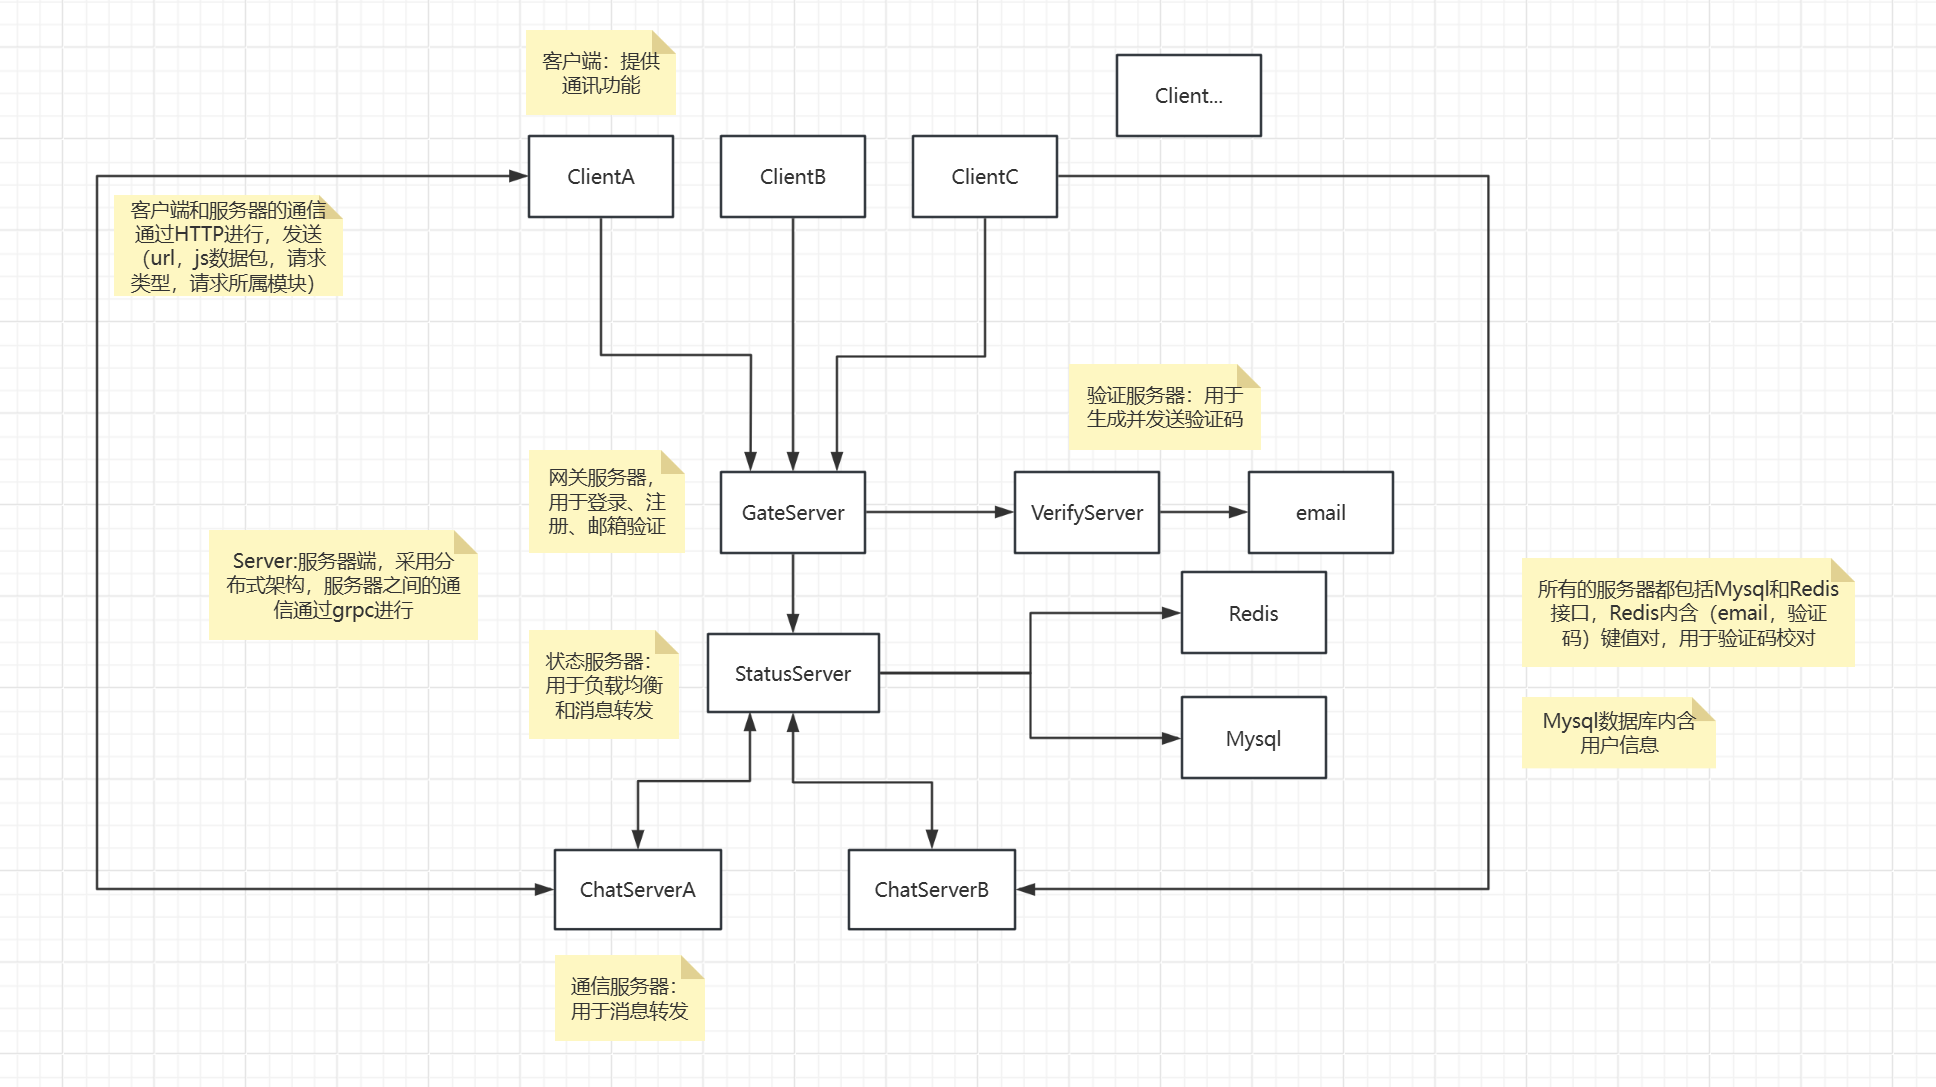 客户端：提供
通讯功能
Client...
ClientA
ClientB
ClientC
客户端和服务器的通信
通过HTTP进行，发送
（url，js数据包，请求
类型，请求所属模块）
验证服务器：用于
生成并发送验证码
网关服务器，
用于登录、注
册、邮箱验证
GateServer
VerifyServer
email
Server:服务器端，采用分
布式架构，服务器之间的通
信通过grpc进行
所有的服务器都包括Mysql和Redis
接口，Redis内含（email，验证
码）键值对，用于验证码校对
Redis
状态服务器：
用于负载均衡
和消息转发
StatusServer
Mysql
Mysql数据库内含
用户信息
ChatServerA
ChatServerB
通信服务器：
用于消息转发